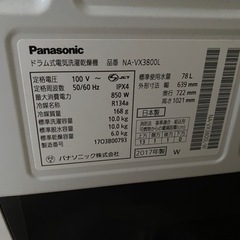 Panasonic
ドラム式電気洗濯乾燥機 品番 NA-VX3800L
定格電圧 100 V~ JET 標準使用水量 78 L
定格周波数 50/60 Hz IPX4 外形寸法 幅 639 mm
最大消費電力 850 W 奥行 722 mm
冷媒 R134a 高さ 1021 mm
冷媒封入量 168 g
標準洗濯容量 10.0 kg 日本製
標準脱水容量 10.0 kg
標準乾燥容量 6.0 kg
製造番号 1703B00793 2017年製 W
パナソニック株式会社